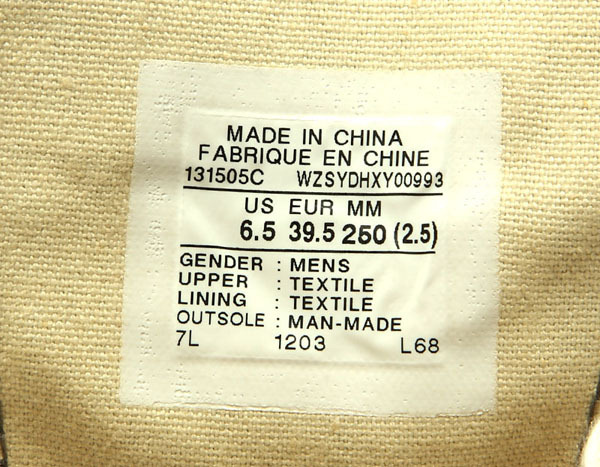 MADE IN CHINA
FABRIQUE EN CHINE
131505C WZSYDHXY00993
US EUR MM
6.5 39.5 250 (2.5)
GENDER : MENS
UPPER : TEXTILE
LINING : TEXTILE
OUTSOLE : MAN-MADE
7L 1203 L68